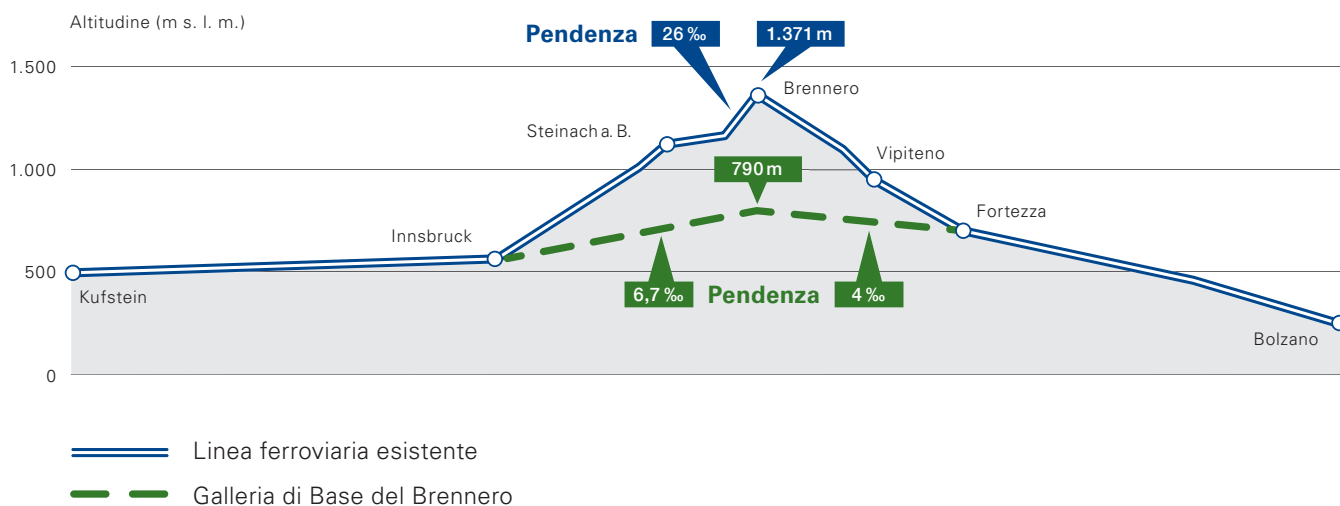 Altitudine (m s. l. m.)
Pendenza 26 ‰ 1.371 m
1.500
Brennero
Steinach a. B.
Vipiteno
1.000
790 m
Fortezza
Innsbruck
500
Kufstein
6,7 ‰ Pendenza 4 ‰
Bolzano
0
Linea ferroviaria esistente
Galleria di Base del Brennero